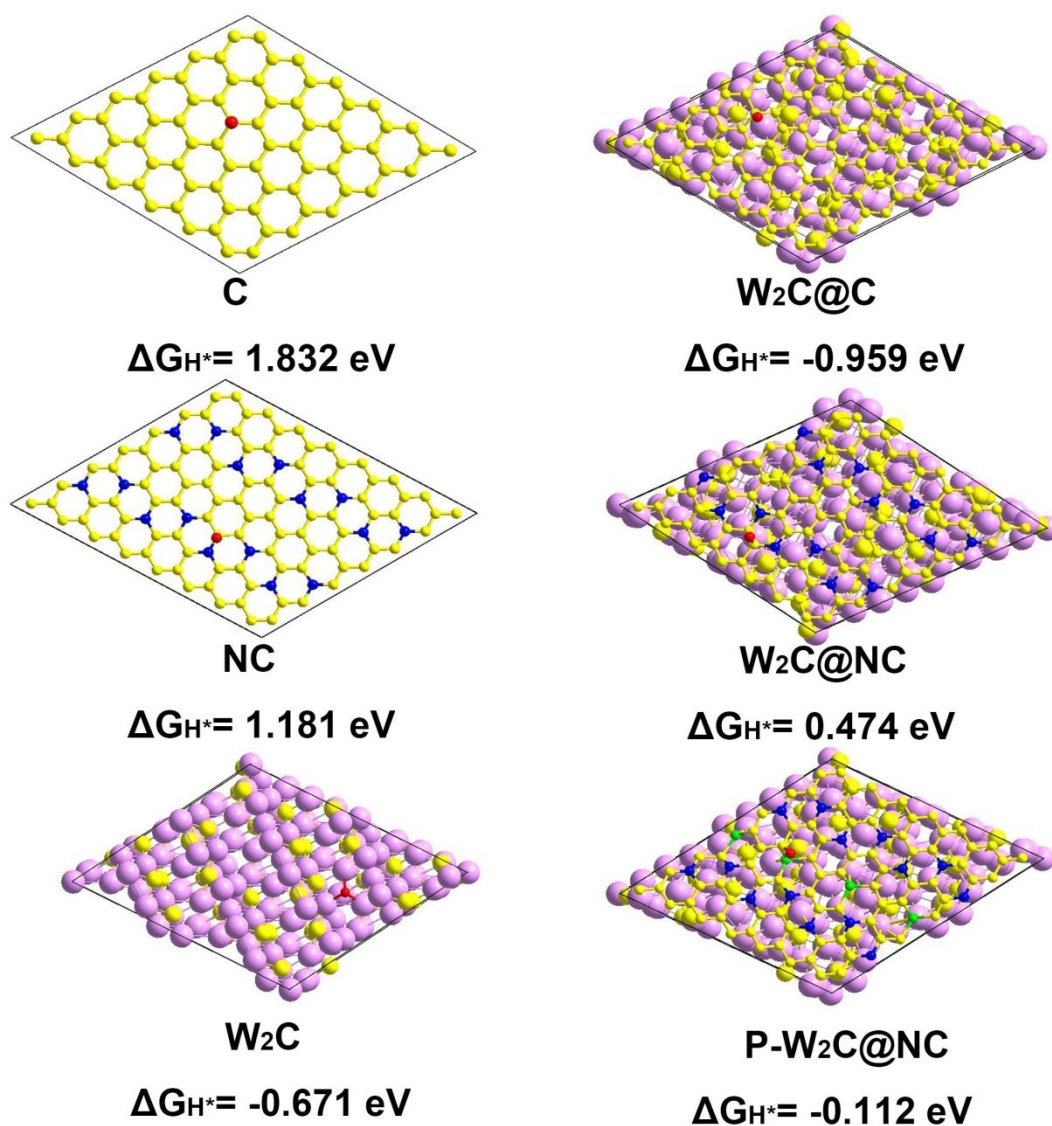 C
ΔGH*= 1.832 eV
W2C@C
ΔGH*= -0.959 eV
NC
ΔGH*= 1.181 eV
W2C@NC
ΔGH*= 0.474 eV
W2C
ΔGH*= -0.671 eV
P-W2C@NC
ΔGH*= -0.112 eV